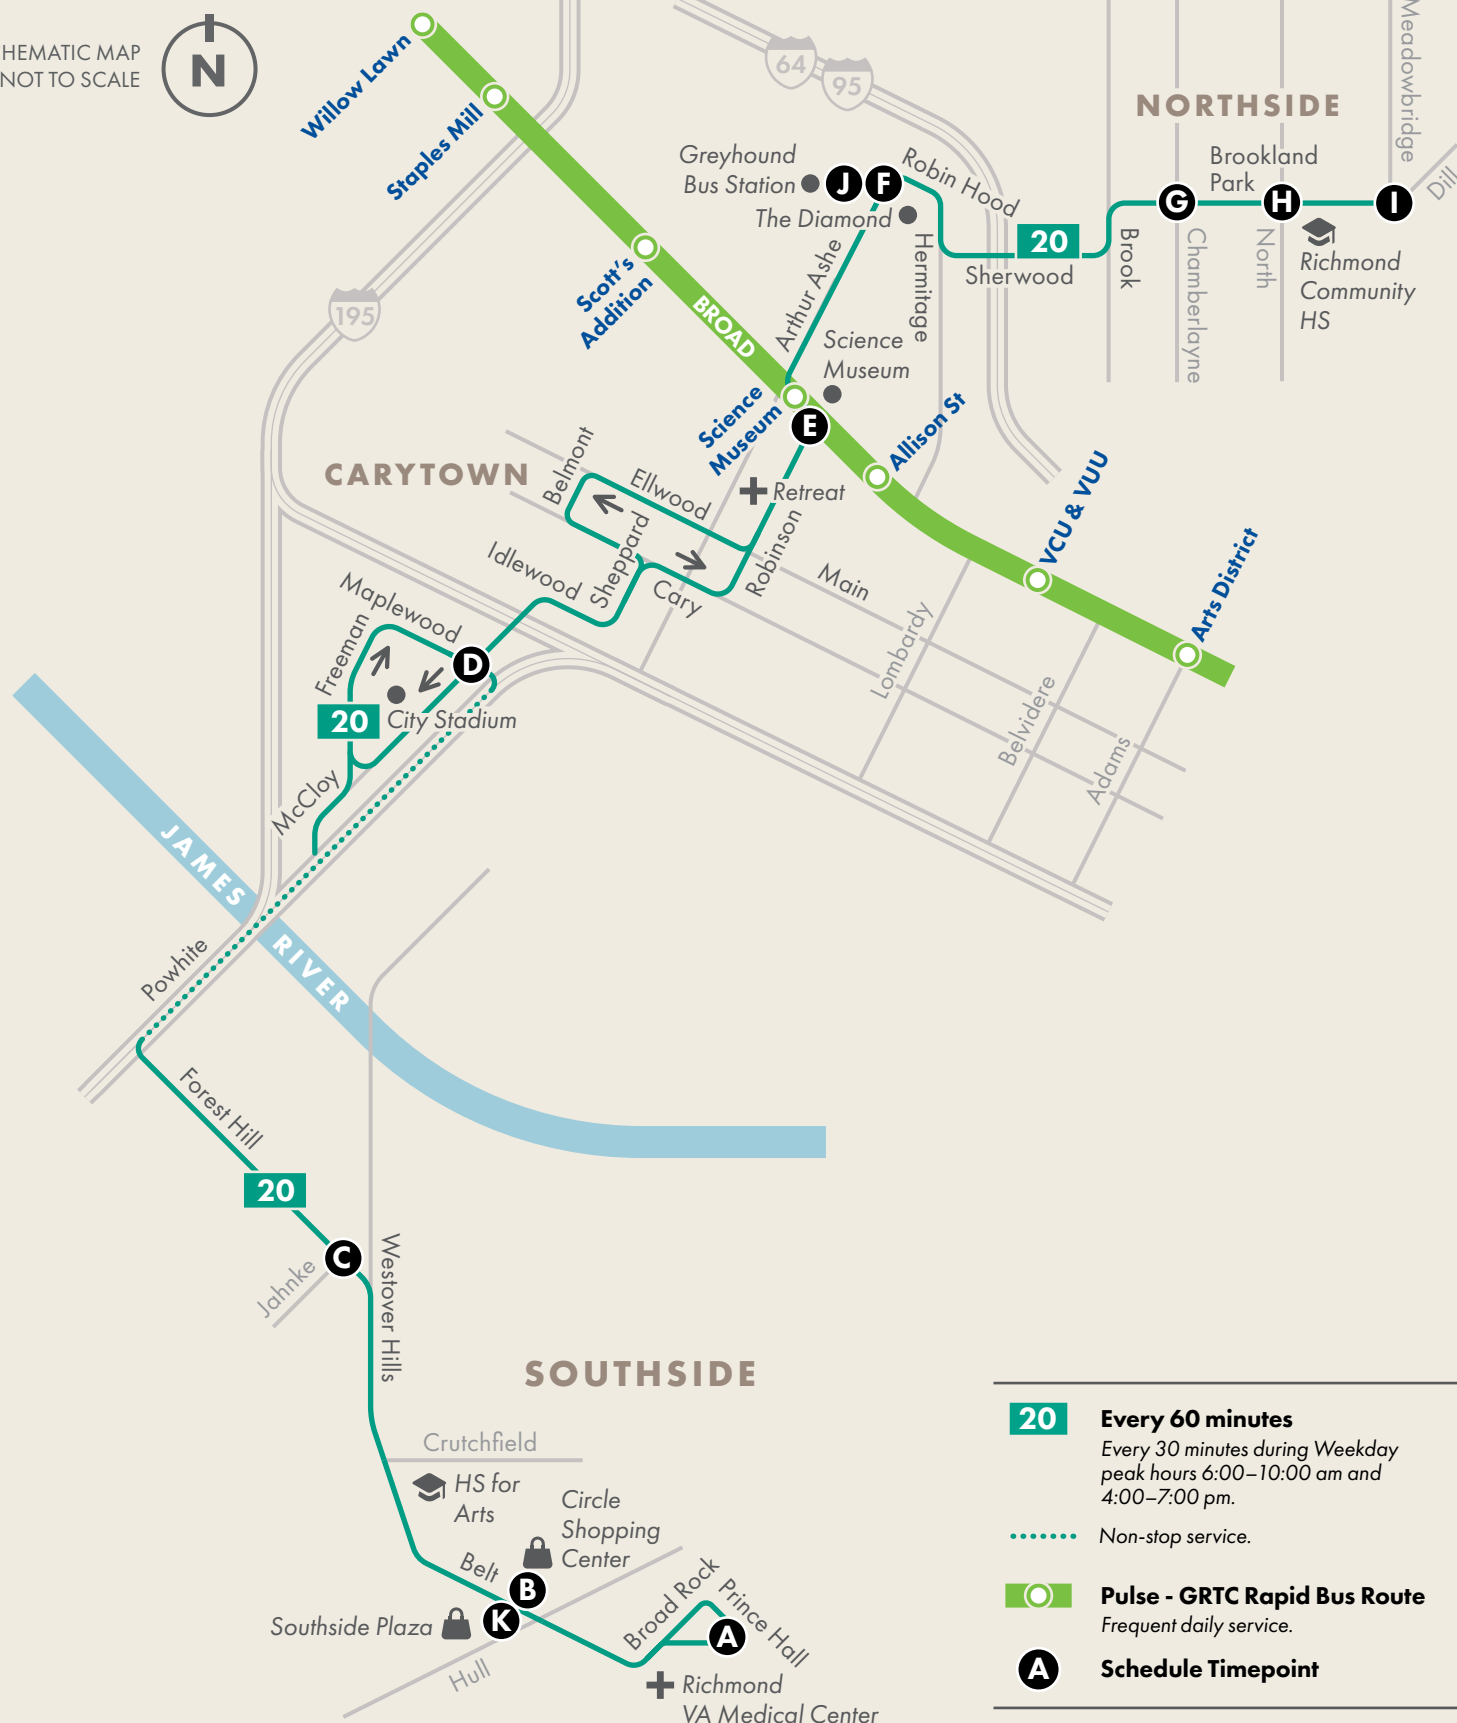 HEMATIC MAP
NOT TO SCALE
N
Willow Lawn
Staples Mill
Scott's
Addition
BROAD
Science
Museum
Allison St
VCU & VUU
Arts District
64
95
195
NORTHSIDE
Meadowbridge
Greyhound
Bus Station
J
F
Robin Hood
The Diamond
Arthur Ashe
Hermitage
20
Sherwood
Brook
G
Chamberlayne
Brookland
Park
H
North
I
Dill
Richmond
Community
HS
Science
Museum
E
CARYTOWN
Belmont
Ellwood
Retreat
Robinson
Idlewood
Sheppard
Cary
Main
Lombardy
Belvidere
Adams
Maplewood
Freeman
D
20
City Stadium
McCloy
JAMES
RIVER
Powhite
Forest Hill
20
C
Jahnke
Westover Hills
SOUTHSIDE
Crutchfield
HS for
Arts
Circle
Shopping
Center
Belt
B
K
Southside Plaza
Hull
Broad Rock
Prince Hall
A
Richmond
VA Medical Center
20
Every 60 minutes
Every 30 minutes during Weekday
peak hours 6:00–10:00 am and
4:00–7:00 pm.
Non-stop service.
Pulse - GRTC Rapid Bus Route
Frequent daily service.
A
Schedule Timepoint